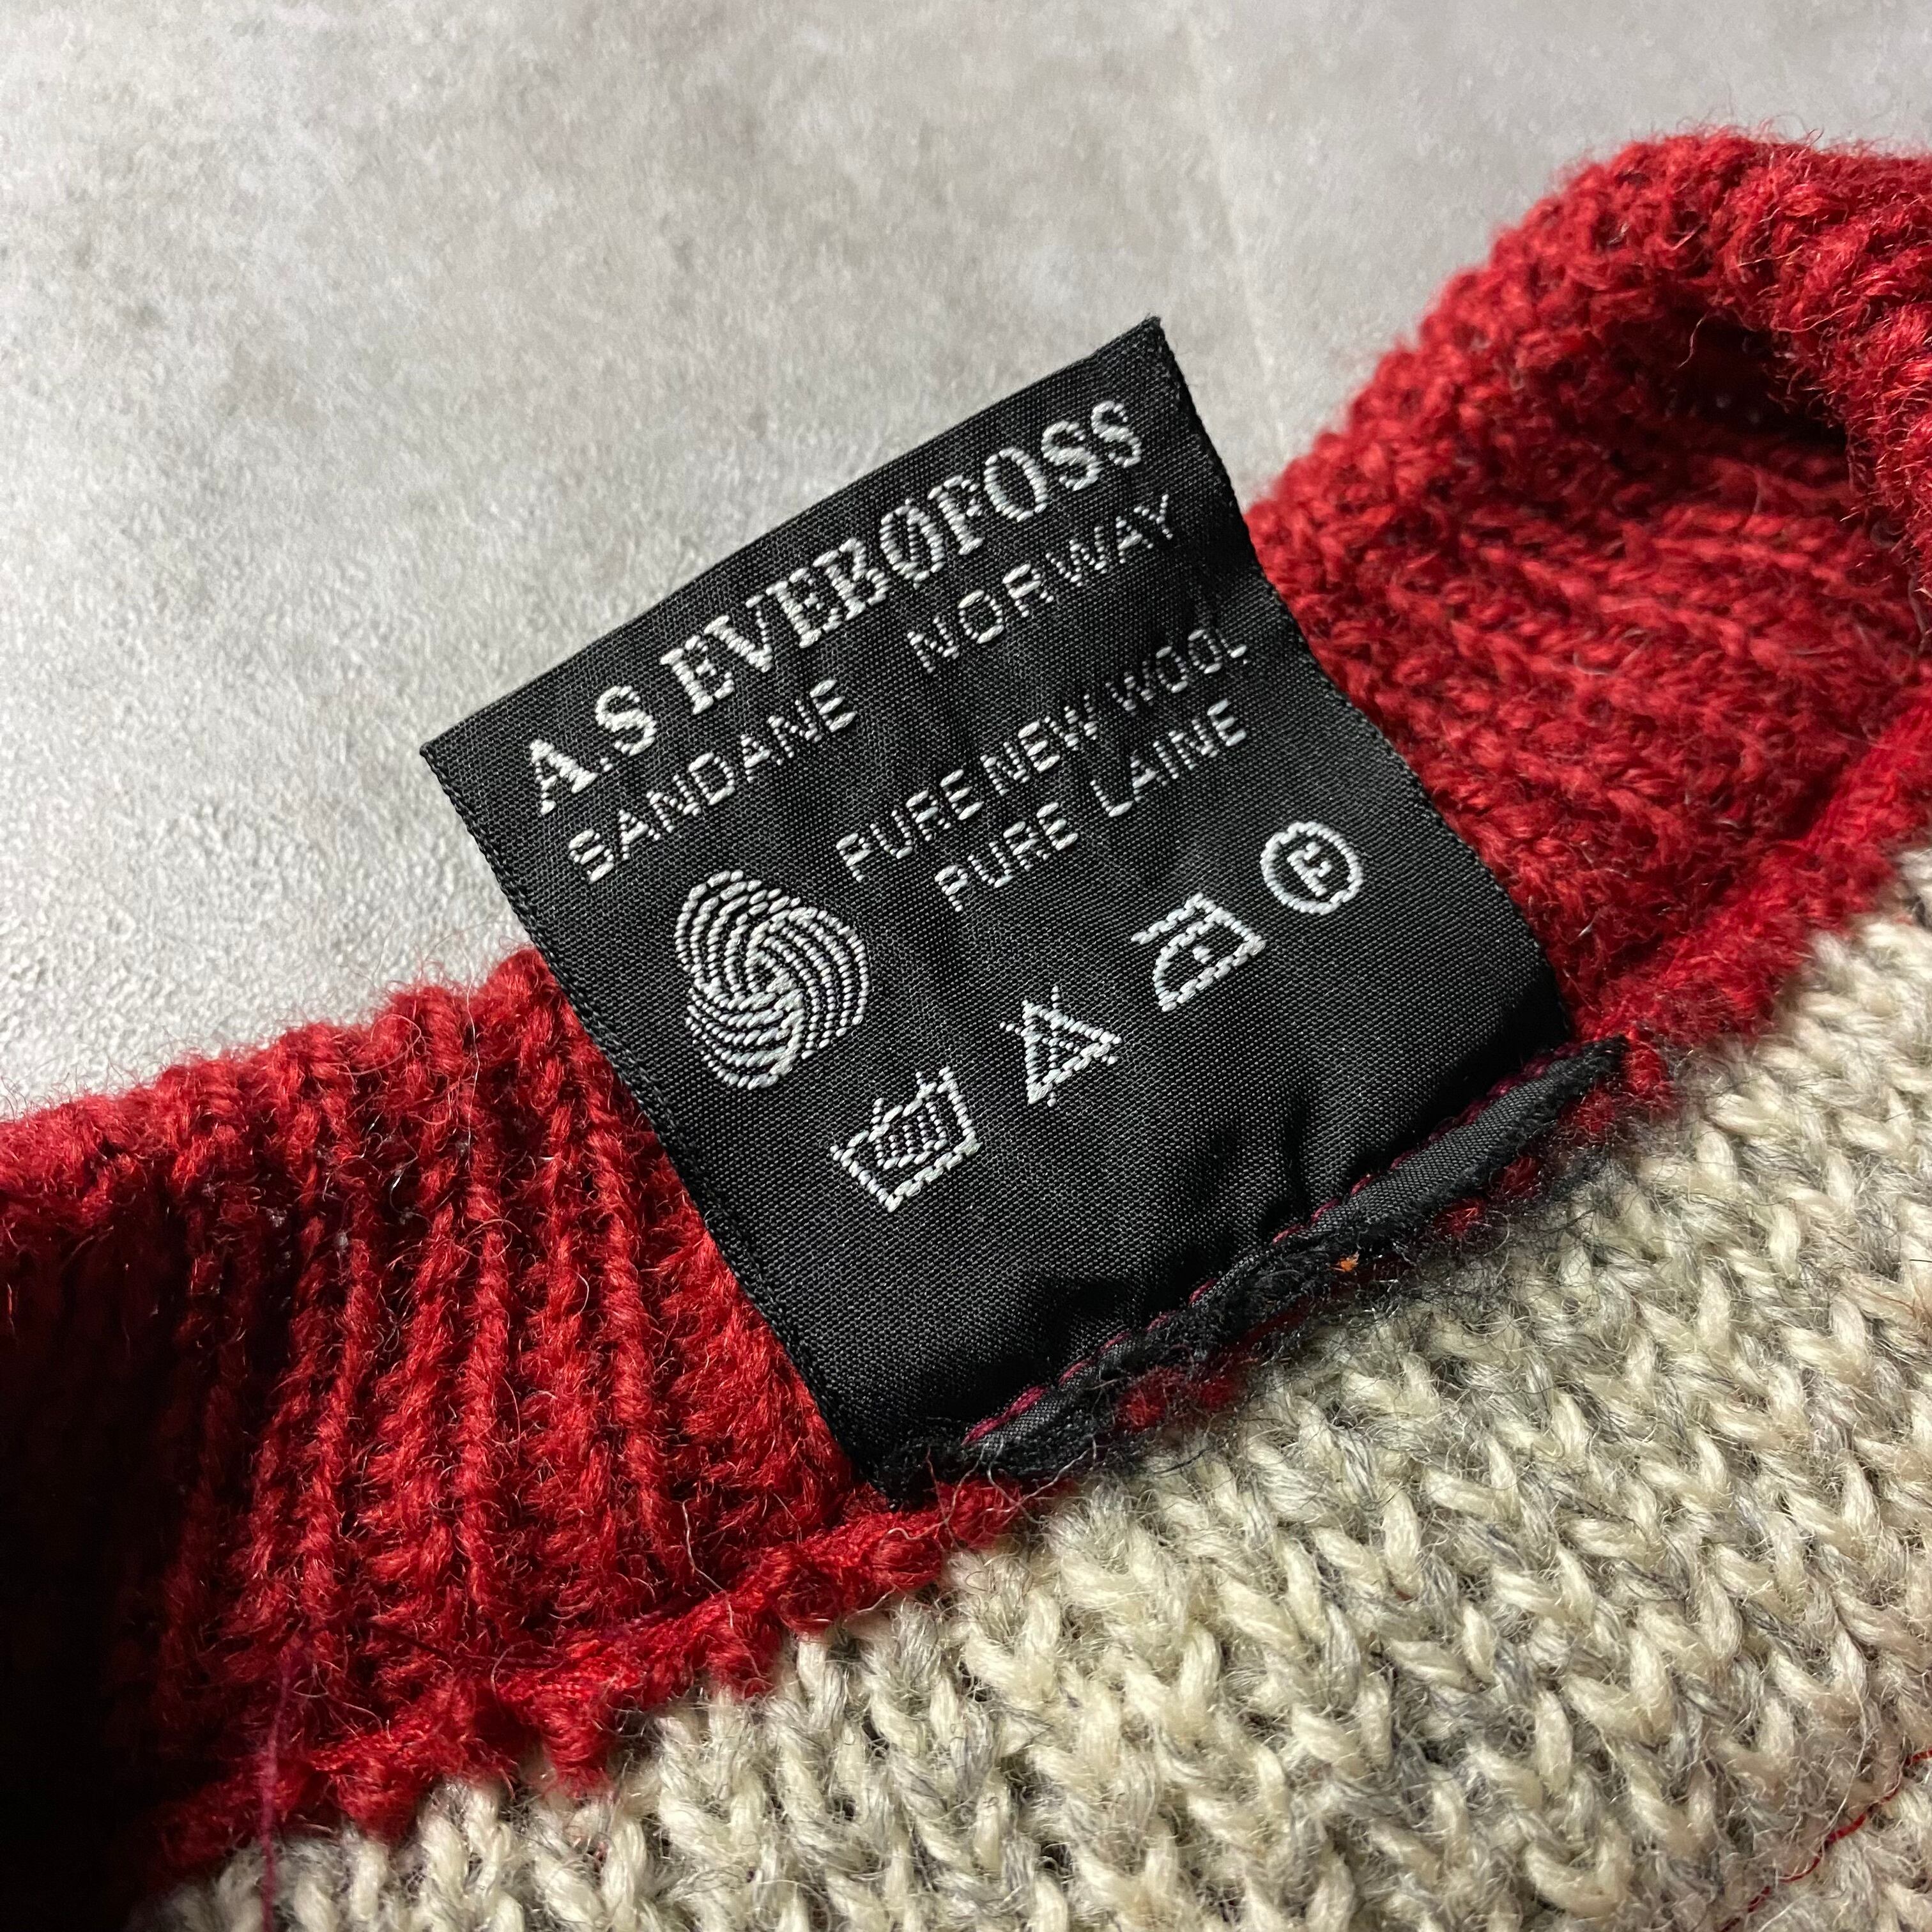 A.S EVEBØFOSS
SANDANE NORWAY
PURE NEW WOOL
PURE LAINE